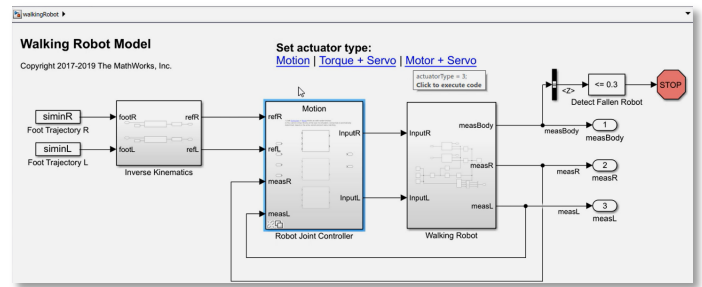 walkingRobot
Walking Robot Model
Copyright 2017-2019 The MathWorks, Inc.
Set actuator type:
Motion | Torque + Servo | Motor + Servo
actuatorType = 3;
Click to execute code
<Z>
<= 0.3
STOP
Detect Fallen Robot
siminR
Foot Trajectory R
siminL
Foot Trajectory L
footR
refR
footL
refL
Inverse Kinematics
Motion
refR
InputR
refL
measR
InputL
measL
Robot Joint Controller
InputR
measBody
measR
InputL
measL
Walking Robot
measBody
1
measBody
measR
2
measR
measL
3
measL